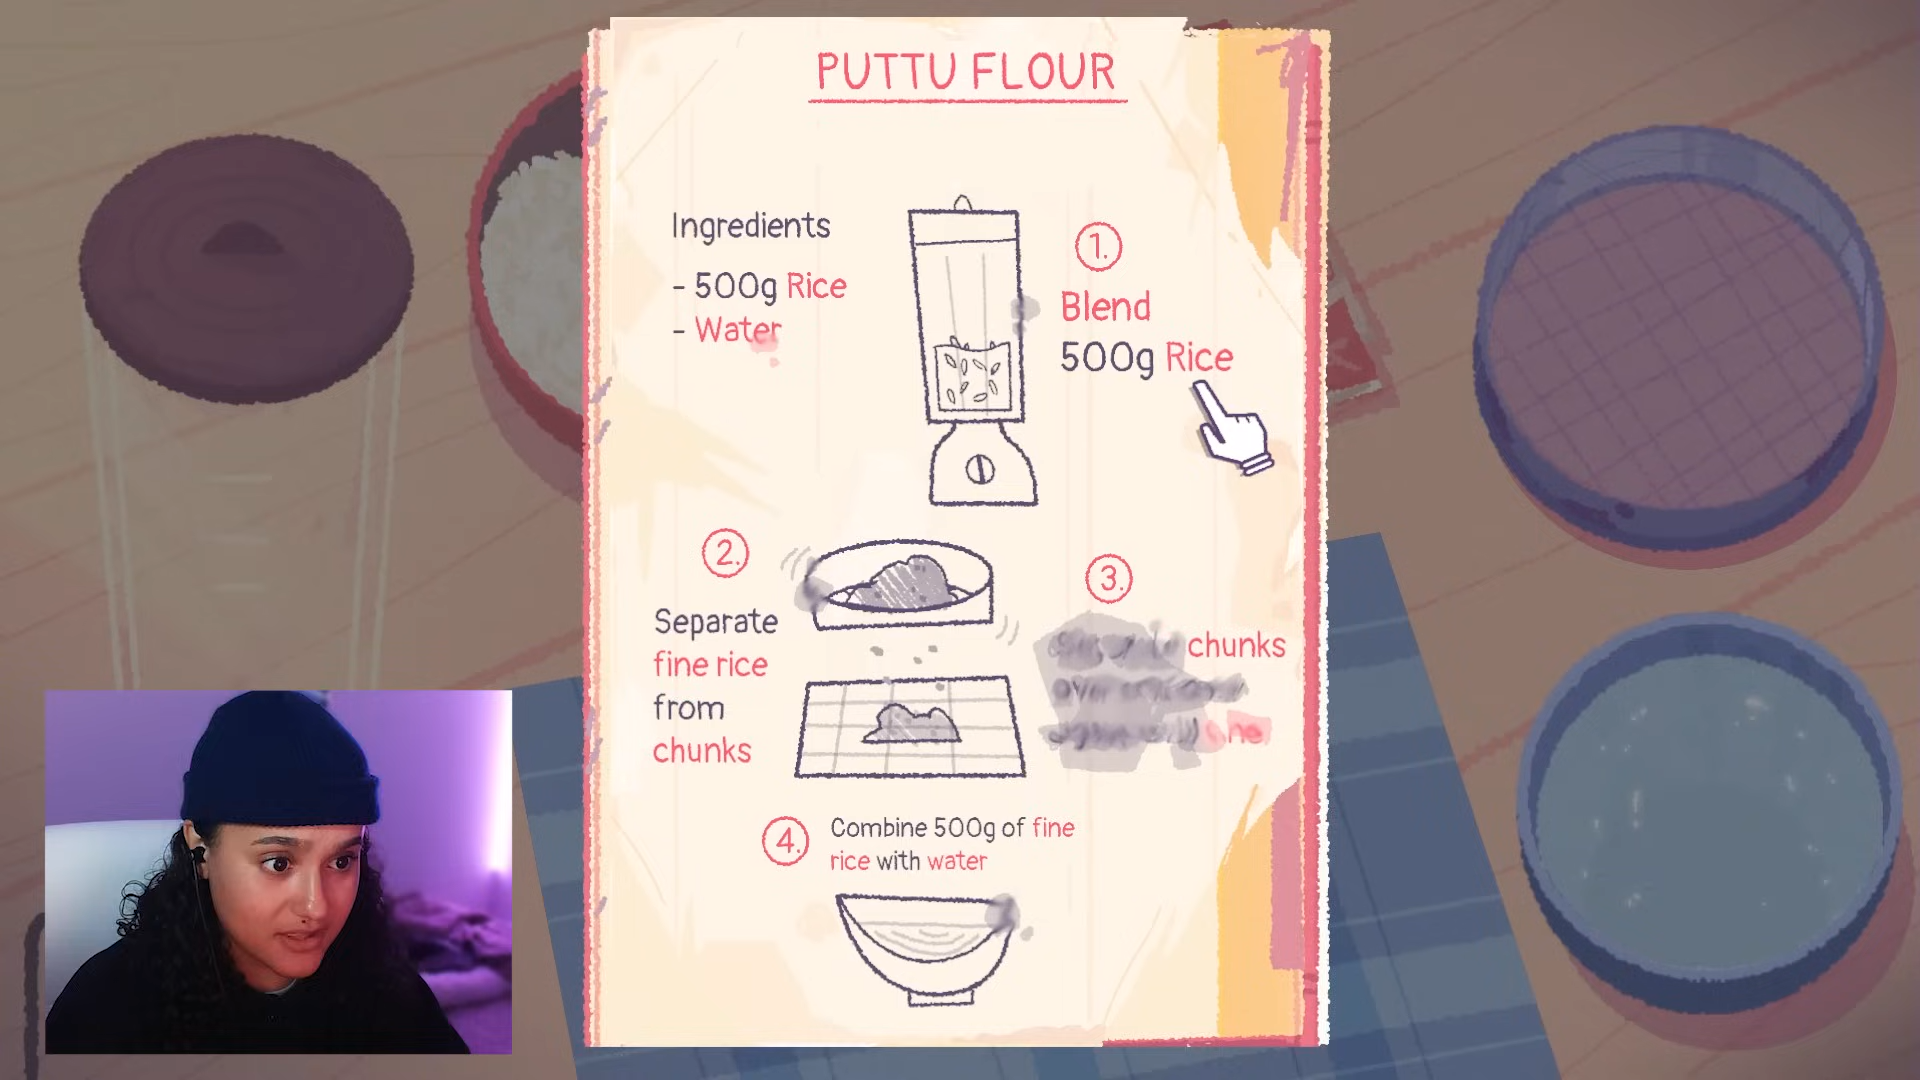 PUTTU FLOUR
Ingredients
- 500g Rice
- Water
1.
Blend
500g Rice
2.
Separate
fine rice
from
chunks
3.
chunks
4.
Combine 500g of fine
rice with water